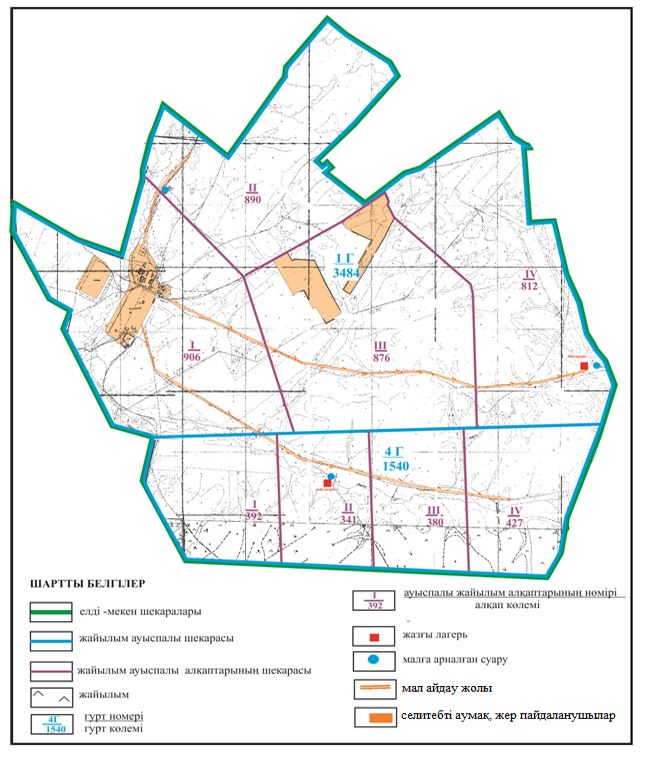 II
890
1 Г
3484
IV
812
I
906
III
876
4 Г
1540
I
392
II
341
III
380
IV
427
ШАРТТЫ БЕЛГІЛЕР
елді -мекен шекаралары
жайылым ауыспалы шекарасы
жайылым ауыспалы алқаптарының шекарасы
жайылым
4Г
1540
гурт номері
гурт көлемі
I
392
ауыспалы жайылым алкаптарының нөмірі
алқап көлемі
жазғы лагерь
малға арналған суару
мал айдау жолы
селитебті аумақ, жер пайдаланушылар